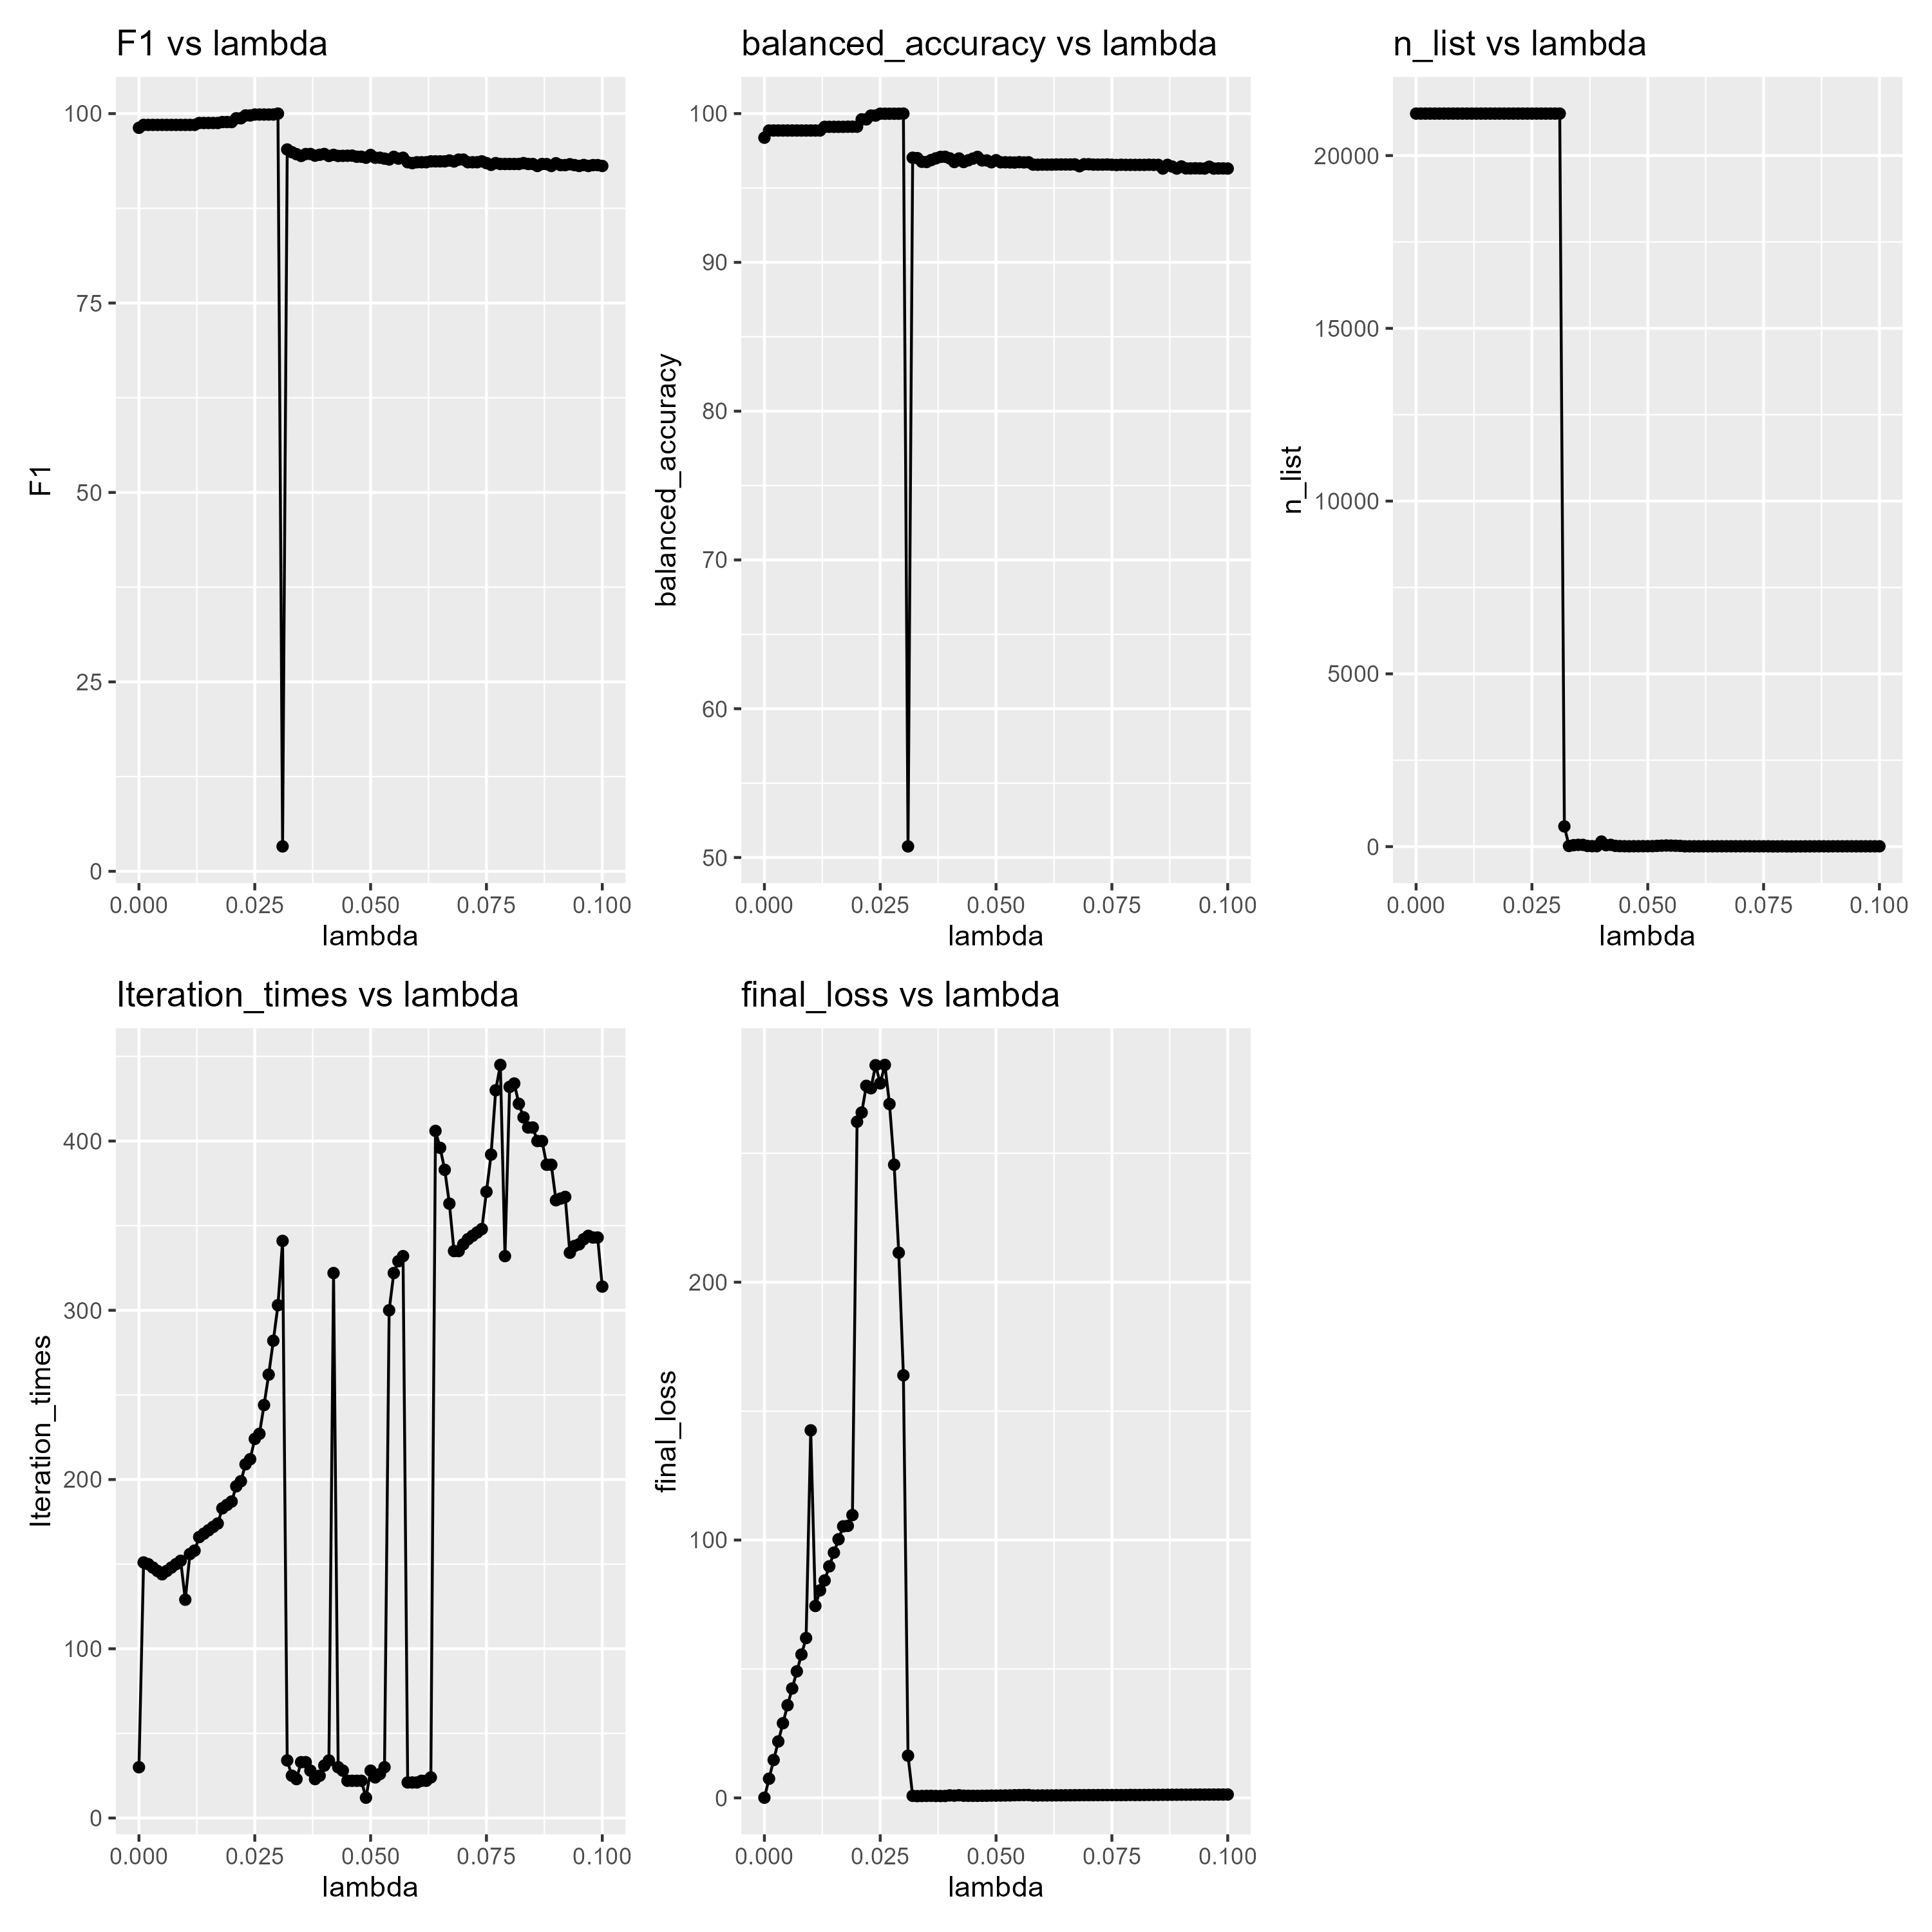 F1 vs lambda
100
75
50
25
0
F1
0.000 0.025 0.050 0.075 0.100
lambda
balanced_accuracy vs lambda
100
90
80
70
60
50
balanced_accuracy
0.000 0.025 0.050 0.075 0.100
lambda
n_list vs lambda
20000
15000
10000
5000
0
n_list
0.000 0.025 0.050 0.075 0.100
lambda
Iteration_times vs lambda
400
300
200
100
0
Iteration_times
0.000 0.025 0.050 0.075 0.100
lambda
final_loss vs lambda
200
100
0
final_loss
0.000 0.025 0.050 0.075 0.100
lambda